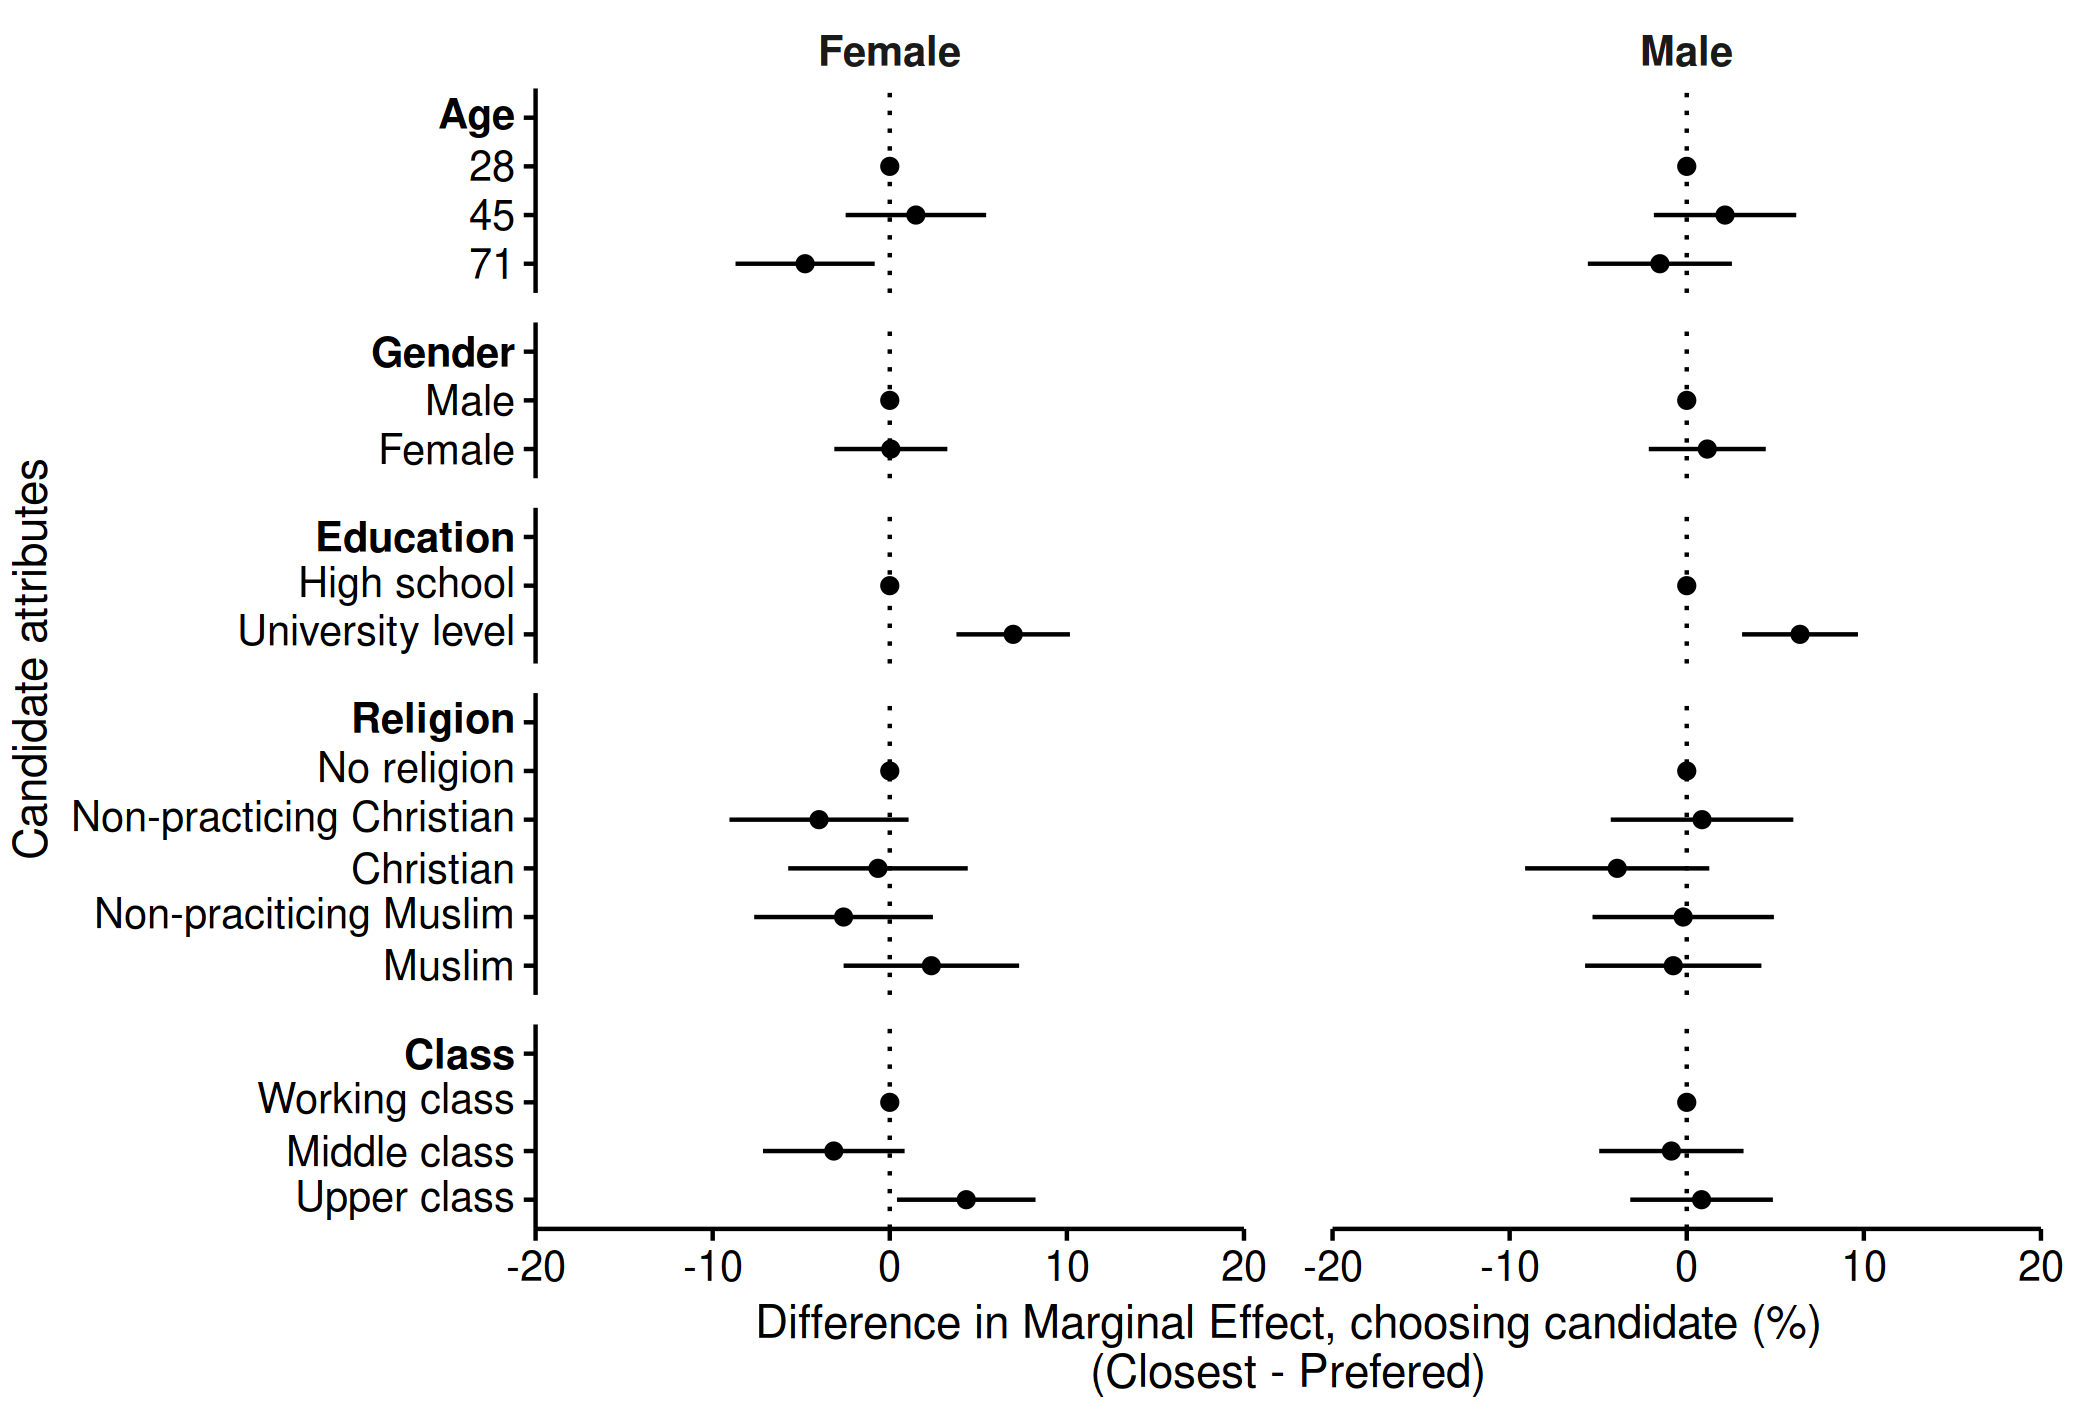 Female Male
Age
28
45
71
Gender
Male
Female
Education
High school
University level
Religion
No religion
Non-practicing Christian
Christian
Non-praciticing Muslim
Muslim
Class
Working class
Middle class
Upper class
Candidate attributes
-20 -10 0 10 20 -20 -10 0 10 20
Difference in Marginal Effect, choosing candidate (%)
(Closest - Prefered)